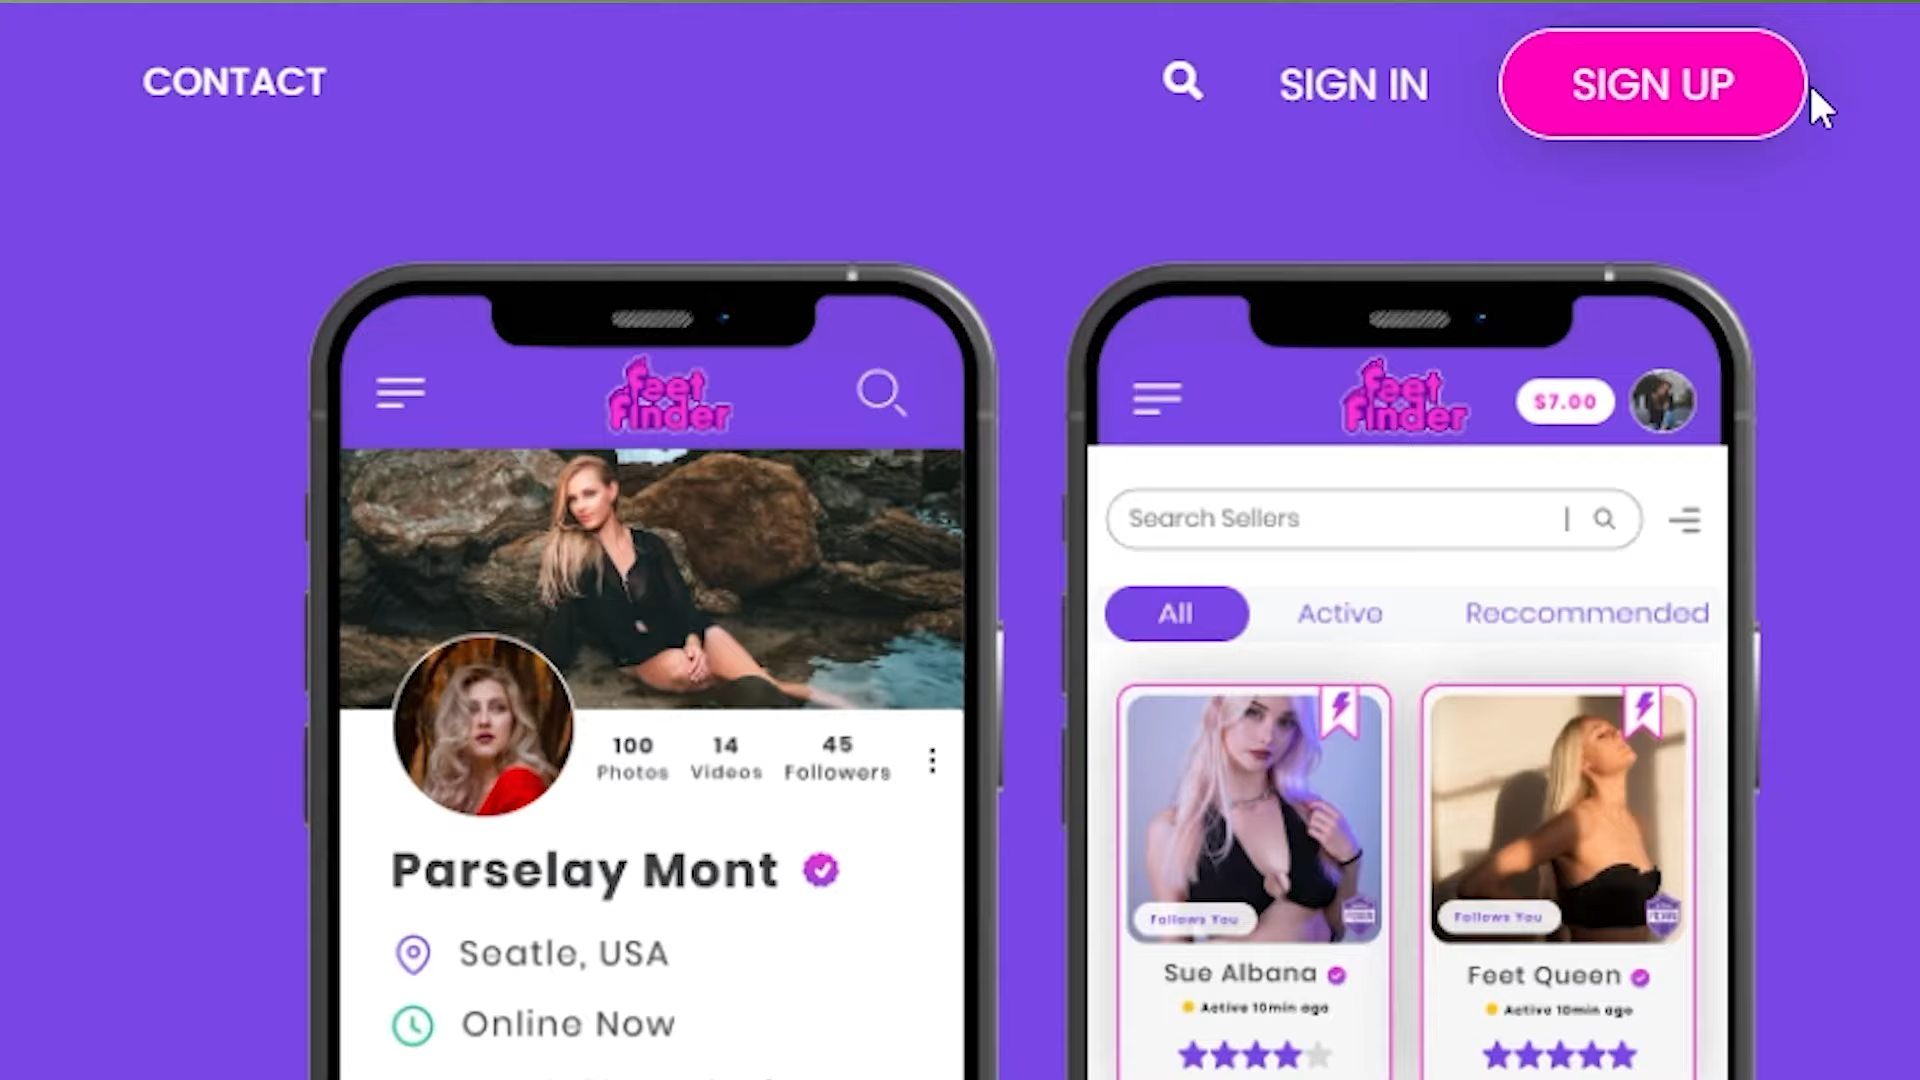 CONTACT
SIGN IN
SIGN UP
Feet
Finder
100
Photos
14
Videos
45
Followers
Parselay Mont
Seatle, USA
Online Now
Feet
Finder
$7.00
Search Sellers
All
Active
Reccommended
Follows You
Sue Albana
Active 10min ago
Follows You
Feet Queen
Active 10min ago